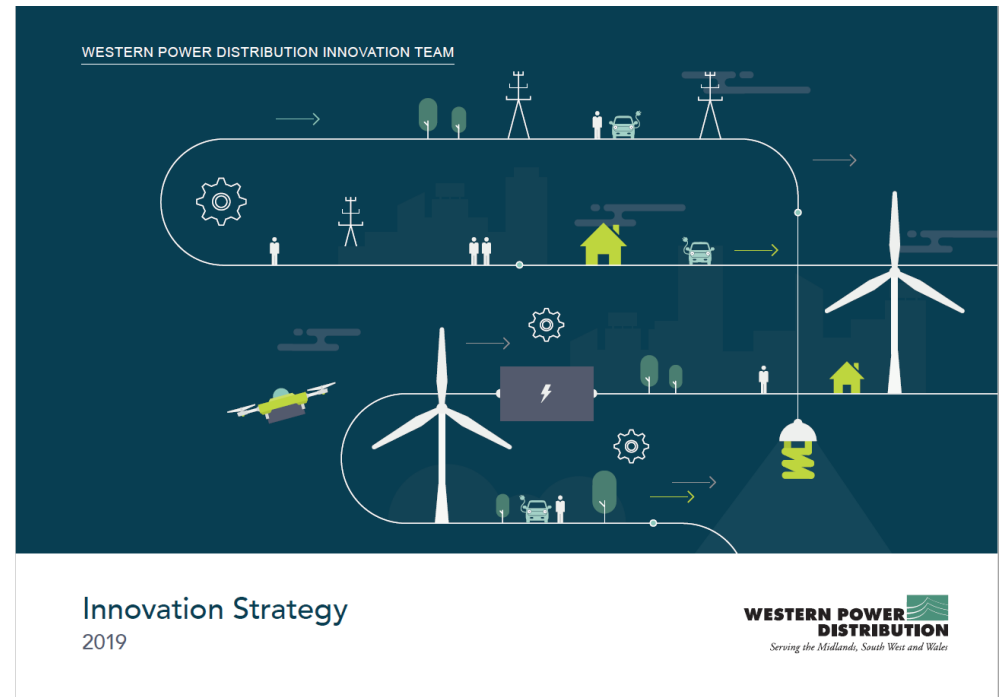 WESTERN POWER DISTRIBUTION INNOVATION TEAM
Innovation Strategy
2019
WESTERN POWER
DISTRIBUTION
Serving the Midlands, South West and Wales